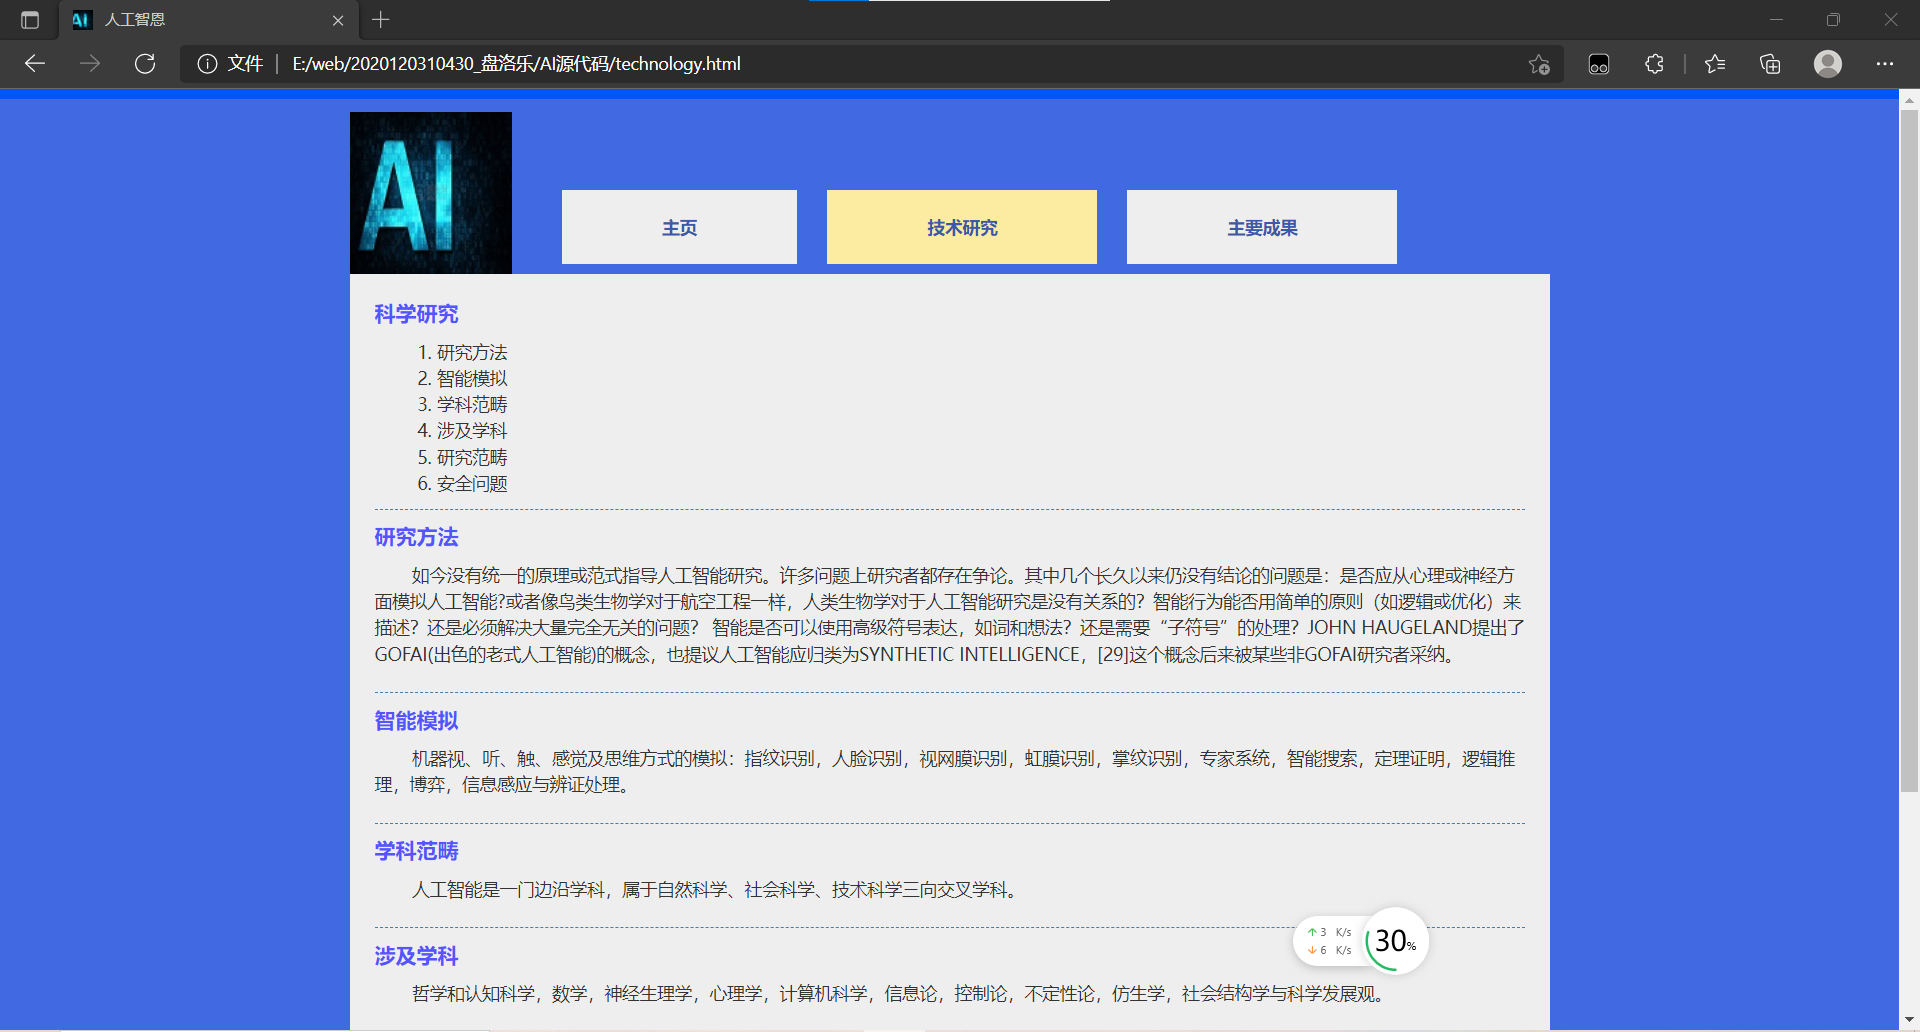 人工智恩
文件
E:/web/2020120310430_盘洛乐/AI源代码/technology.html
AI
主页
技术研究
主要成果
科学研究
1. 研究方法
2. 智能模拟
3. 学科范畴
4. 涉及学科
5. 研究范畴
6. 安全问题
研究方法
如今没有统一的原理或范式指导人工智能研究。许多问题上研究者都存在争论。其中几个长久以来仍没有结论的问题是：是否应从心理或神经方
面模拟人工智能?或者像鸟类生物学对于航空工程一样，人类生物学对于人工智能研究是没有关系的？智能行为能否用简单的原则（如逻辑或优化）来
描述？还是必须解决大量完全无关的问题？ 智能是否可以使用高级符号表达，如词和想法？还是需要“子符号”的处理？JOHN HAUGELAND提出了
GOFAI(出色的老式人工智能)的概念，也提议人工智能应归类为SYNTHETIC INTELLIGENCE，[29]这个概念后来被某些非GOFAI研究者采纳。
智能模拟
机器视、听、触、感觉及思维方式的模拟：指纹识别，人脸识别，视网膜识别，虹膜识别，掌纹识别，专家系统，智能搜索，定理证明，逻辑推
理，博弈，信息感应与辨证处理。
学科范畴
人工智能是一门边沿学科，属于自然科学、社会科学、技术科学三向交叉学科。
涉及学科
哲学和认知科学，数学，神经生理学，心理学，计算机科学，信息论，控制论，不定性论，仿生学，社会结构学与科学发展观。
↑ 3 K/s
↓ 6 K/s
30%